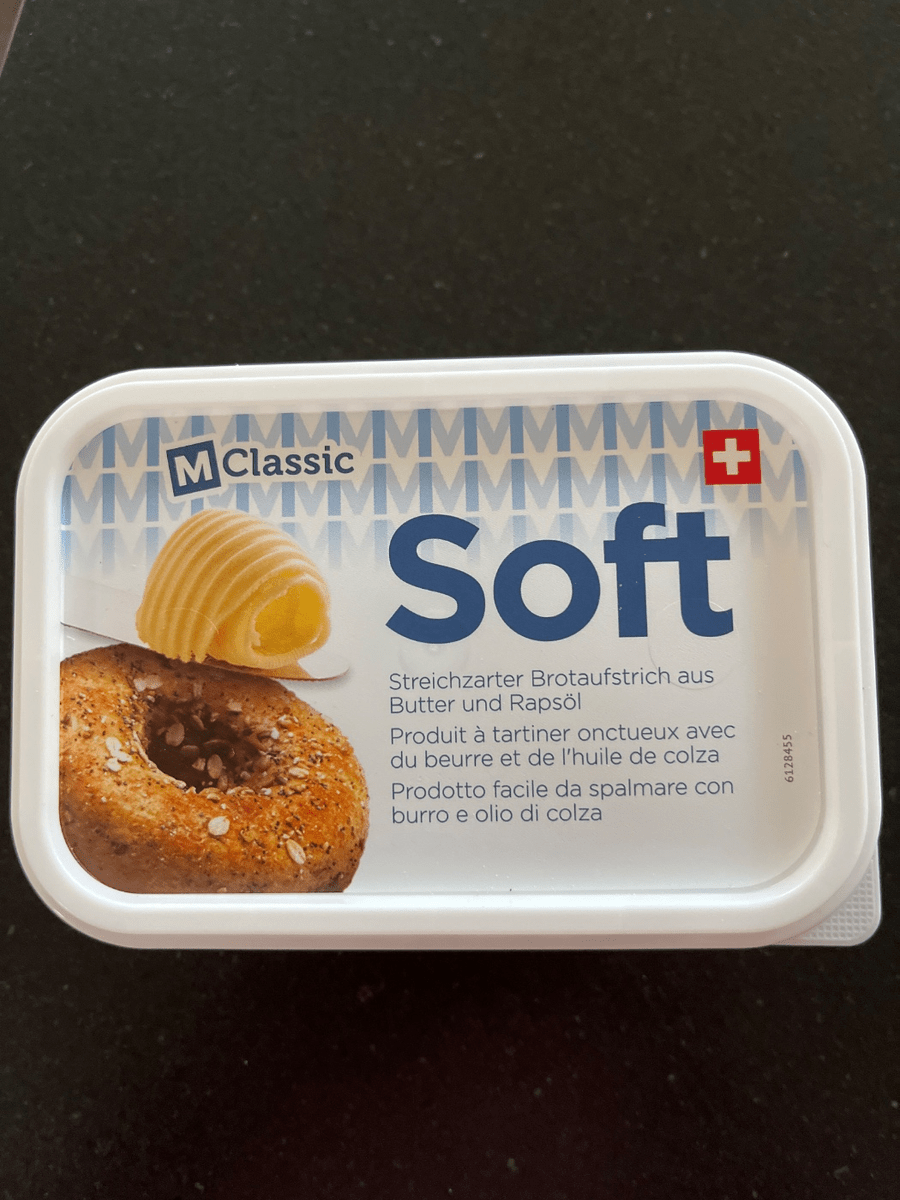 M Classic
Soft
Streichzarter Brotaufstrich aus
Butter und Rapsöl
Produit à tartiner onctueux avec
du beurre et de l'huile de colza
Prodotto facile da spalmare con
burro e olio di colza
6128455